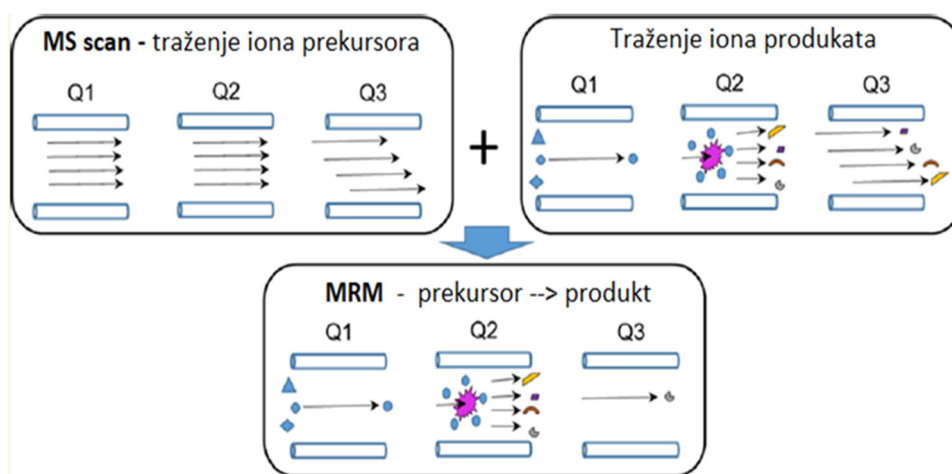 MS scan - traženje iona prekursora
Q1 Q2 Q3
+
Traženje iona produkata
Q1 Q2 Q3
MRM - prekursor --> produkt
Q1 Q2 Q3